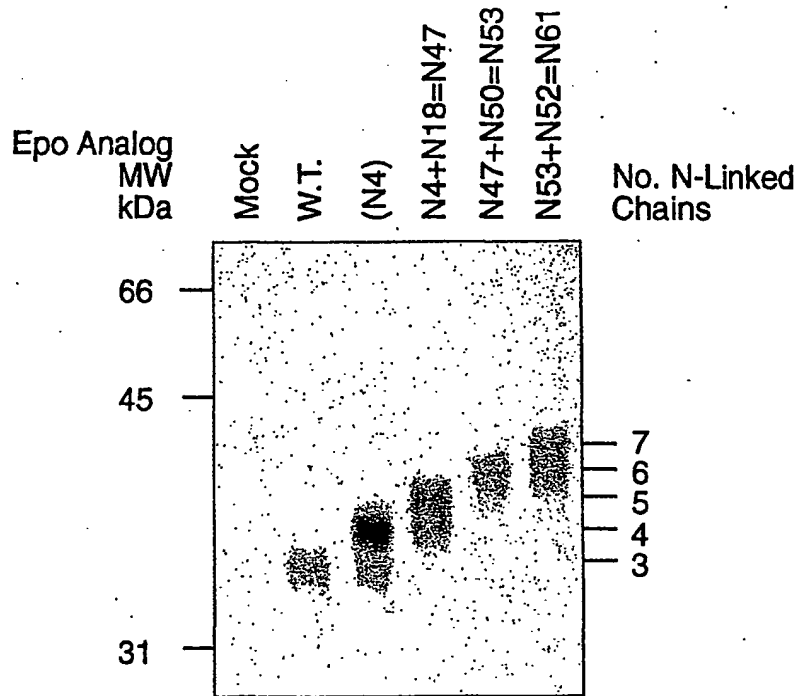 Epo Analog
MW
kDa
Mock
W.T.
(N4)
N4+N18=N47
N47+N50=N53
N53+N52=N61
No. N-Linked
Chains
66
45
31
7
6
5
4
3